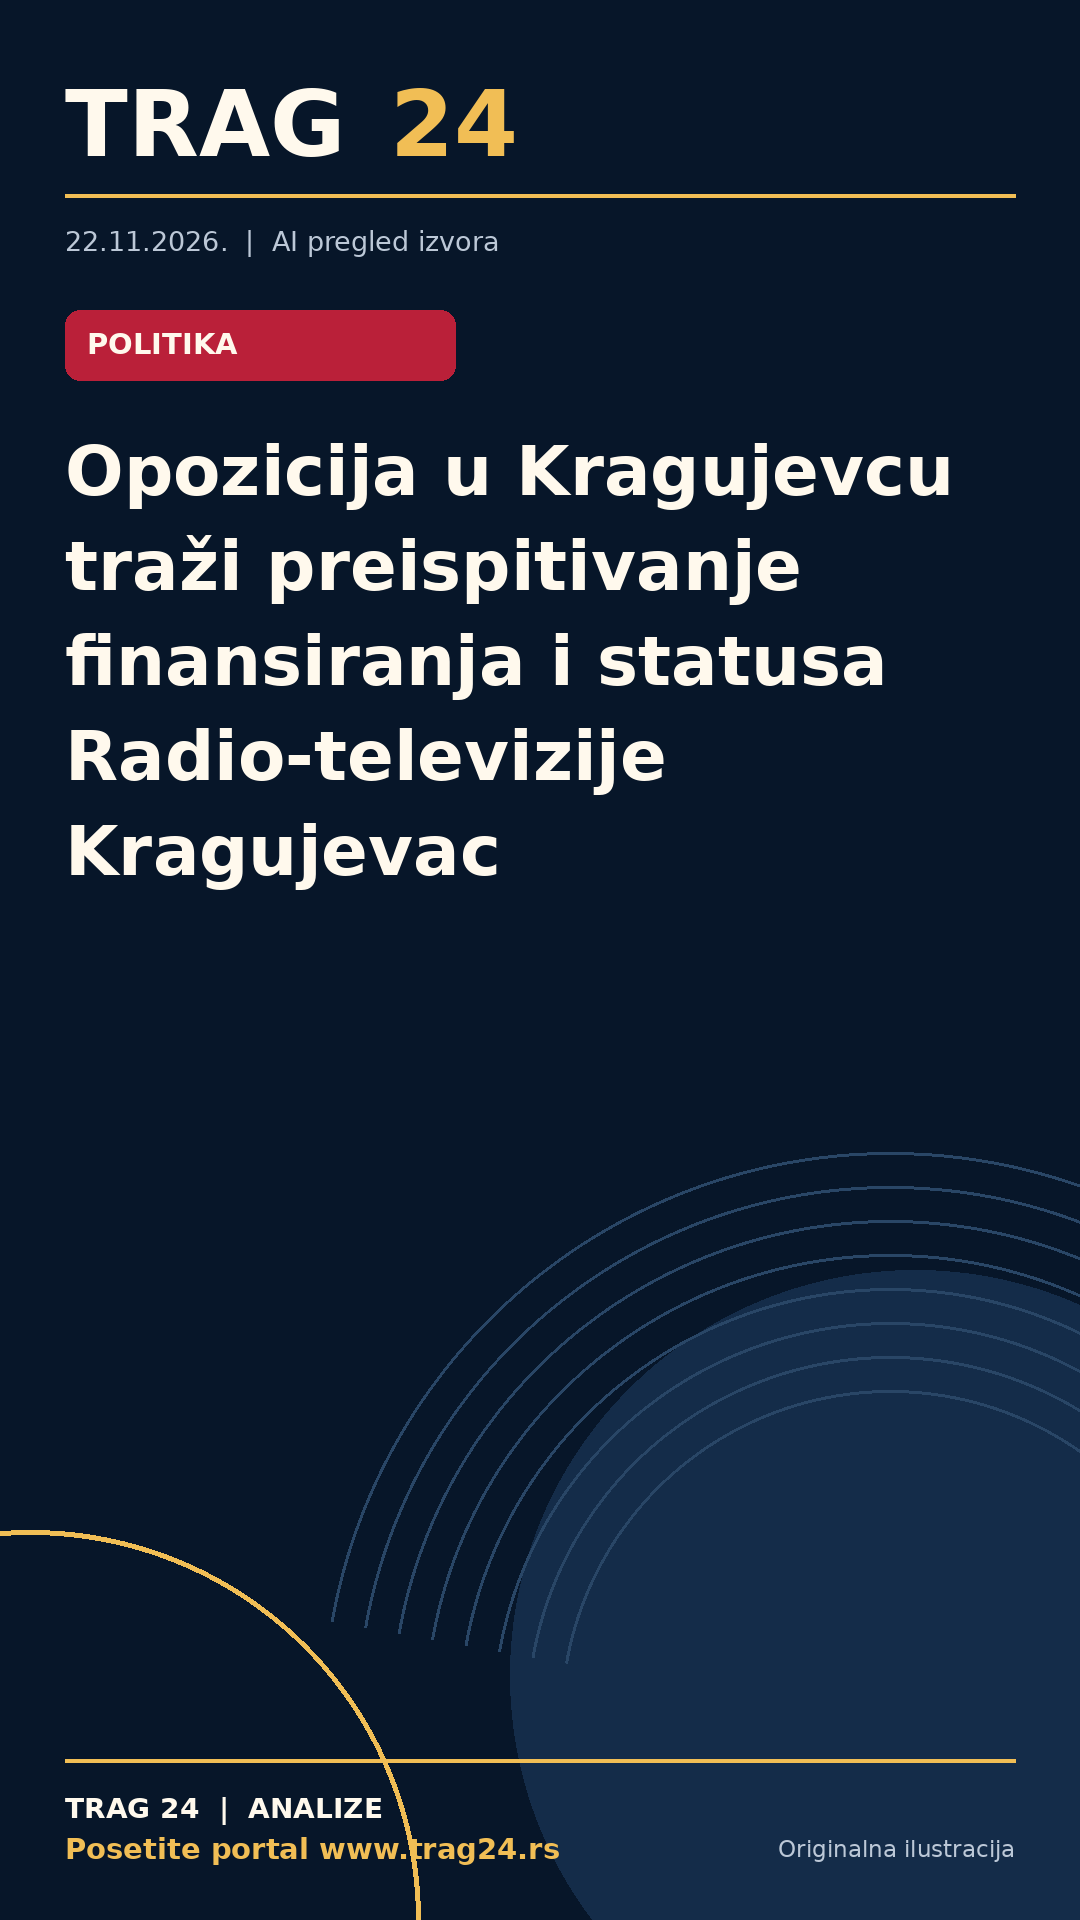 TRAG 24
22.11.2026. | AI pregled izvora
POLITIKA
Opozicija u Kragujevcu
traži preispitivanje
finansiranja i statusa
Radio-televizije
Kragujevac
TRAG 24 | ANALIZE
Posetite portal www.trag24.rs
Originalna ilustracija